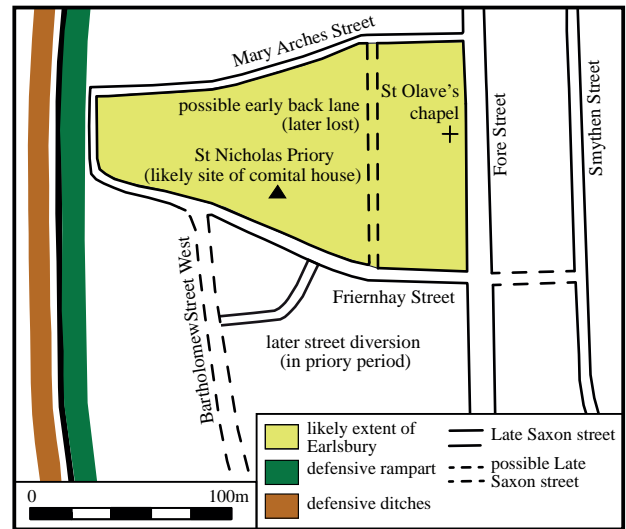 Mary Arches Street
possible early back lane
(later lost)
St Olave's
chapel
St Nicholas Priory
(likely site of comital house)
Fore Street
Smythen Street
Bartholomew Street West
Friernhay Street
later street diversion
(in priory period)
likely extent of
Earlsbury
defensive rampart
defensive ditches
Late Saxon street
possible Late
Saxon street
0
100m